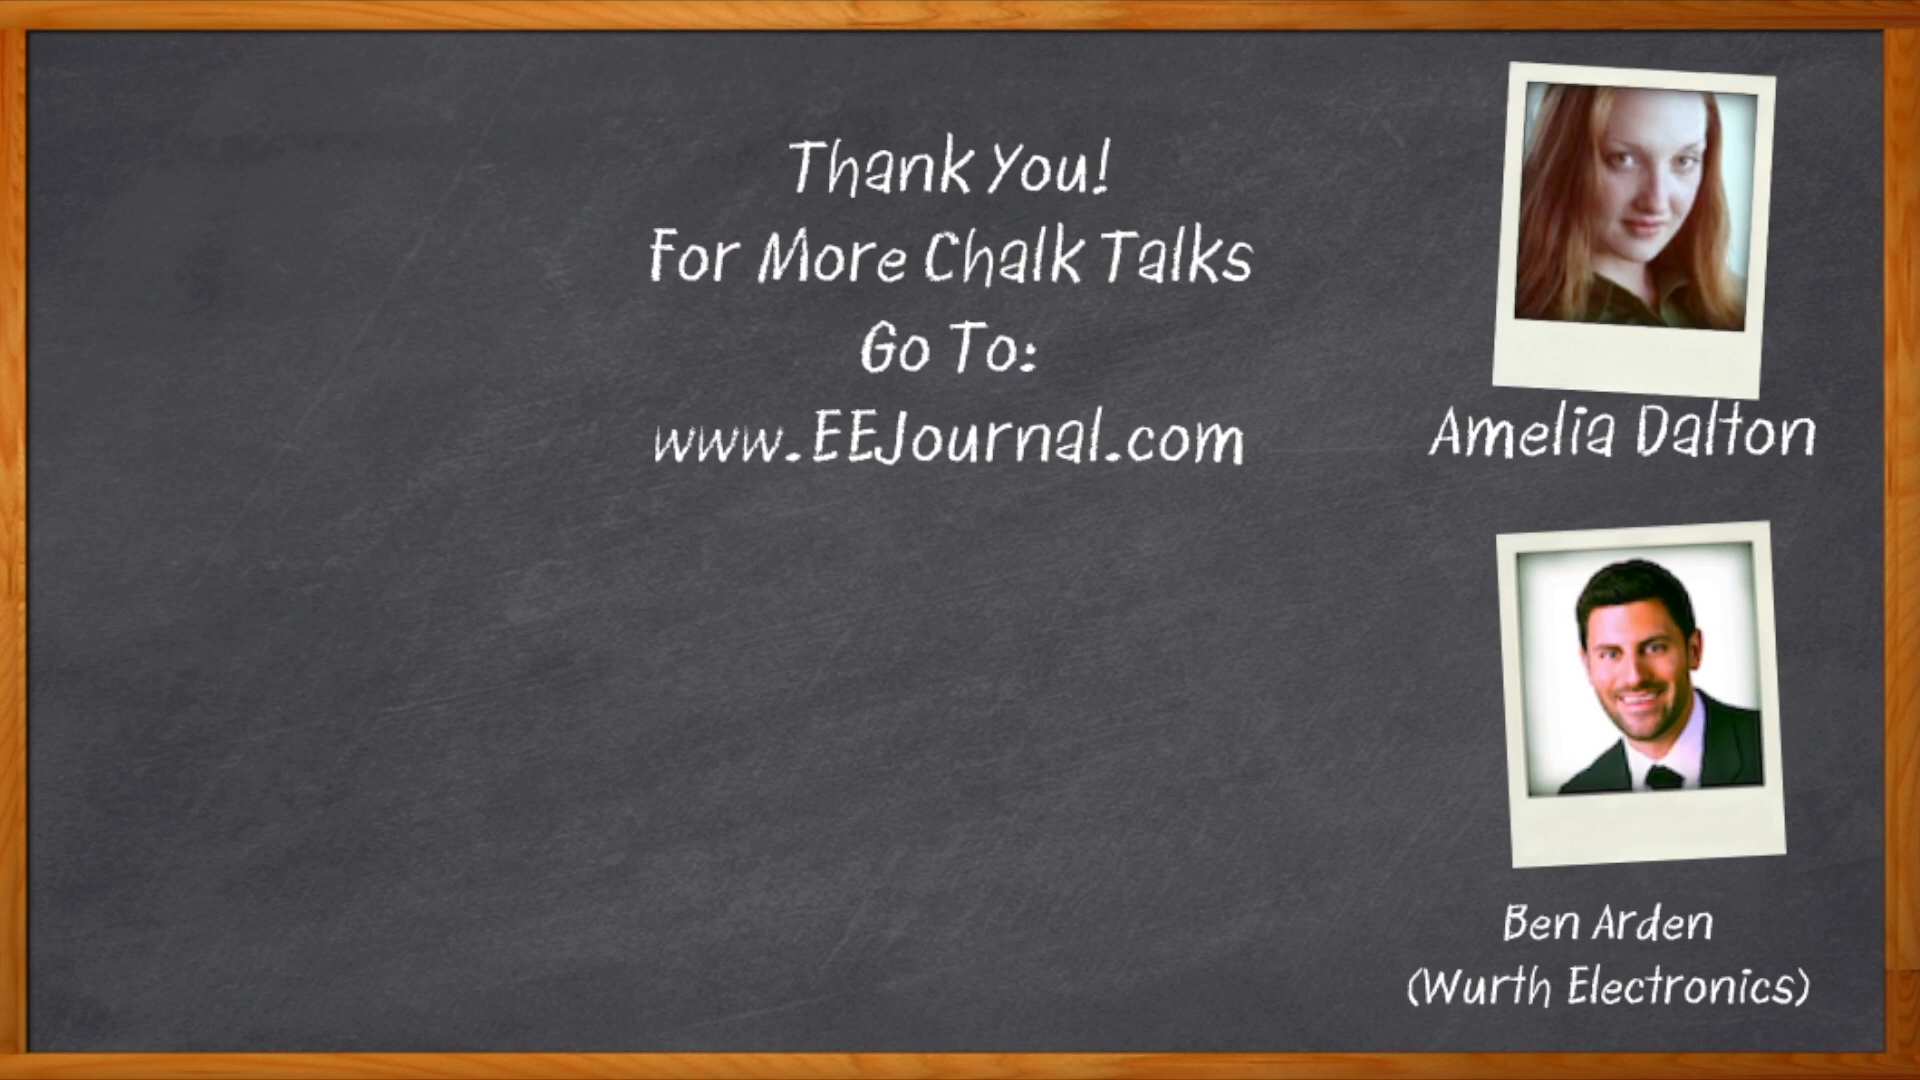 Thank You!
For More Chalk Talks
Go To:
www.EEJournal.com
Amelia Dalton
Ben Arden
(Wurth Electronics)